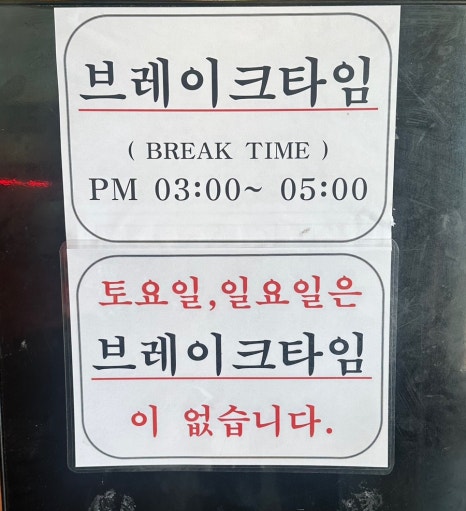 브레이크타임
( BREAK TIME )
PM 03:00~ 05:00
토요일,일요일은
브레이크타임
이 없습니다.